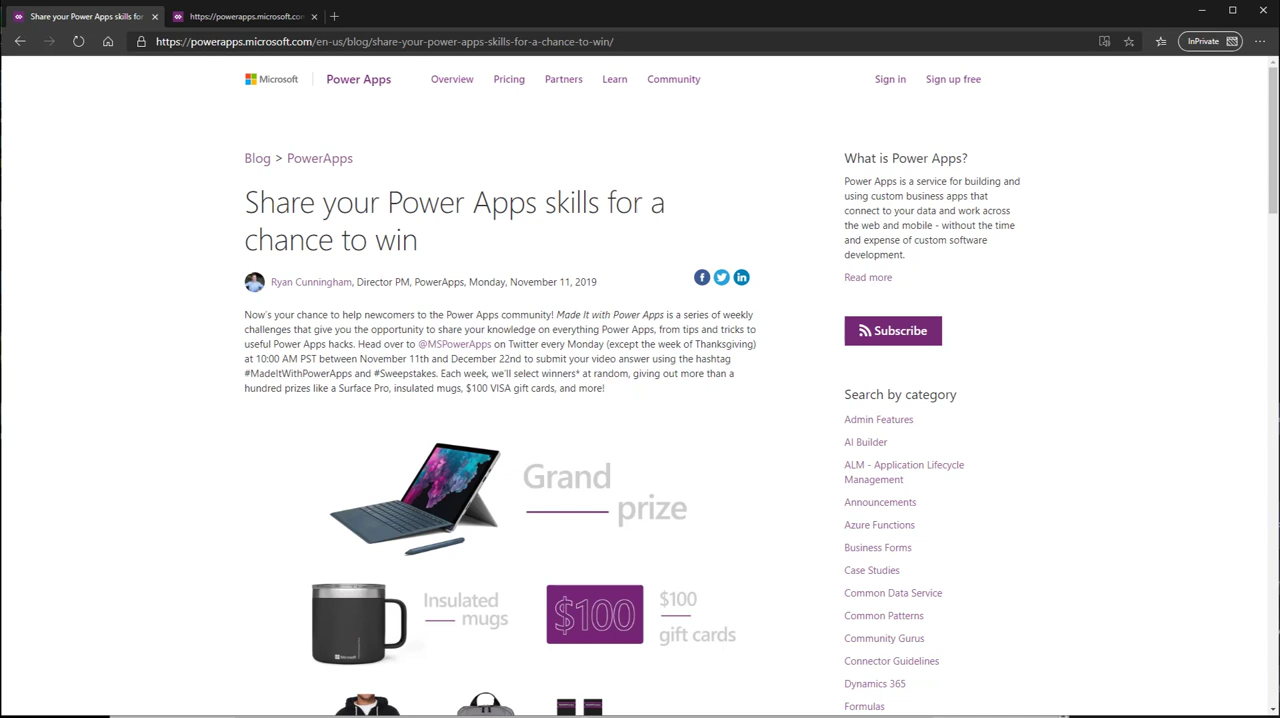 Share your Power Apps skills for
https://powerapps.microsoft.com
InPrivate
https://powerapps.microsoft.com/en-us/blog/share-your-power-apps-skills-for-a-chance-to-win/
Microsoft
Power Apps
Overview
Pricing
Partners
Learn
Community
Sign in
Sign up free
Blog > PowerApps
Share your Power Apps skills for a
chance to win
Ryan Cunningham, Director PM, PowerApps, Monday, November 11, 2019
Now's your chance to help newcomers to the Power Apps community! Made It with Power Apps is a series of weekly
challenges that give you the opportunity to share your knowledge on everything Power Apps, from tips and tricks to
useful Power Apps hacks. Head over to @MSPowerApps on Twitter every Monday (except the week of Thanksgiving)
at 10:00 AM PST between November 11th and December 22nd to submit your video answer using the hashtag
#MadeItWithPowerApps and #Sweepstakes. Each week, we'll select winners* at random, giving out more than a
hundred prizes like a Surface Pro, insulated mugs, $100 VISA gift cards, and more!
Grand
prize
Insulated
mugs
Microsoft
$100
$100
gift cards
What is Power Apps?
Power Apps is a service for building and
using custom business apps that
connect to your data and work across
the web and mobile - without the time
and expense of custom software
development.
Read more
Subscribe
Search by category
Admin Features
AI Builder
ALM - Application Lifecycle
Management
Announcements
Azure Functions
Business Forms
Case Studies
Common Data Service
Common Patterns
Community Gurus
Connector Guidelines
Dynamics 365
Formulas